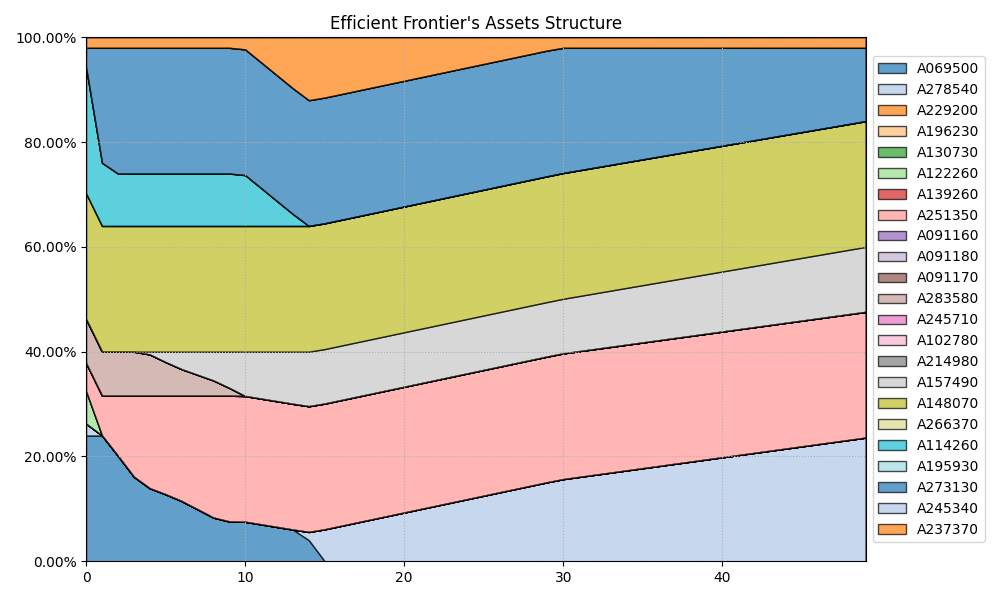 Efficient Frontier's Assets Structure
100.00%
80.00%
60.00%
40.00%
20.00%
0.00%
0
10
20
30
40
A069500
A278540
A229200
A196230
A130730
A122260
A139260
A251350
A091160
A091180
A091170
A283580
A245710
A102780
A214980
A157490
A148070
A266370
A114260
A195930
A273130
A245340
A237370